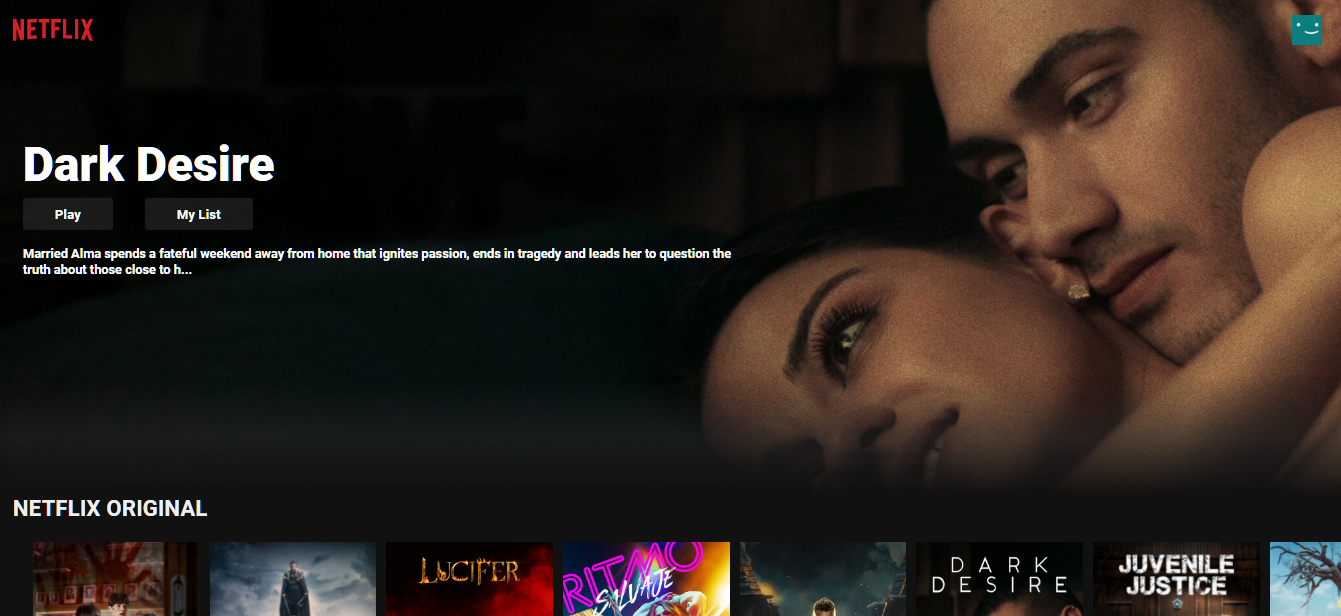 NETFLIX
Dark Desire
Play
My List
Married Alma spends a fateful weekend away from home that ignites passion, ends in tragedy and leads her to question the
truth about those close to h...
NETFLIX ORIGINAL
LUCIFER
RITMO
SALVAJE
DARK
DESIRE
JUVENILE
JUSTICE